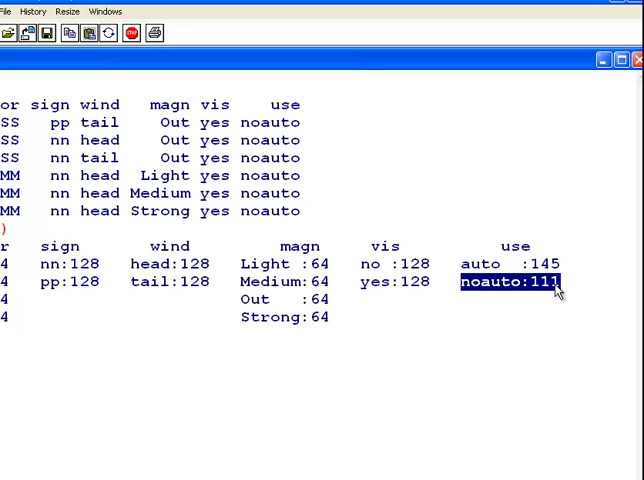 File History Resize Windows
or sign wind magn vis use
SS pp tail Out yes noauto
SS nn head Out yes noauto
SS nn tail Out yes noauto
MM nn head Light yes noauto
MM nn head Medium yes noauto
MM nn head Strong yes noauto
)
r sign wind magn vis use
4 nn:128 head:128 Light :64 no :128 auto :145
4 pp:128 tail:128 Medium:64 yes:128 noauto:111
4 Out :64
4 Strong:64